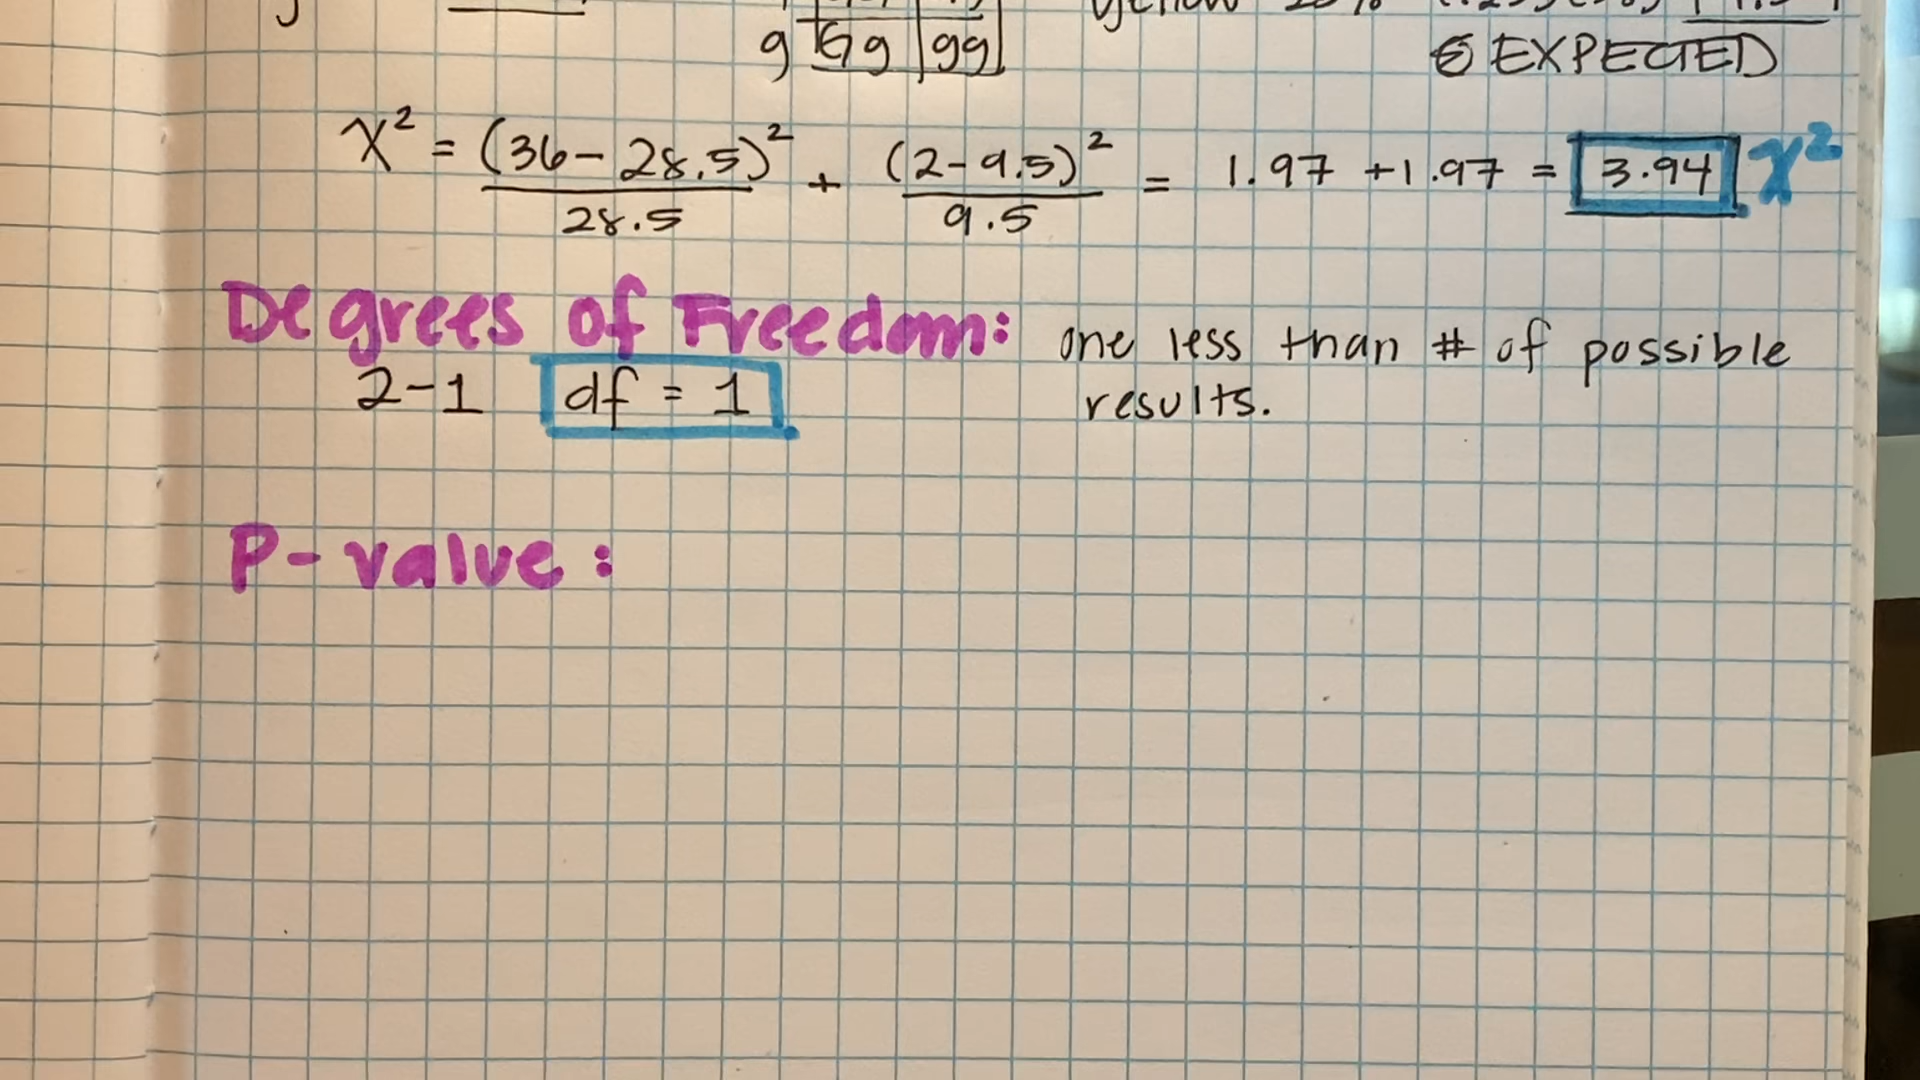 g Gg gg
EXPECTED
χ² = (36-28.5)²/28.5 + (2-9.5)²/9.5 = 1.97 + 1.97 = 3.94 χ²
Degrees of Freedom: one less than # of possible
2-1 df = 1 results.
P-value: